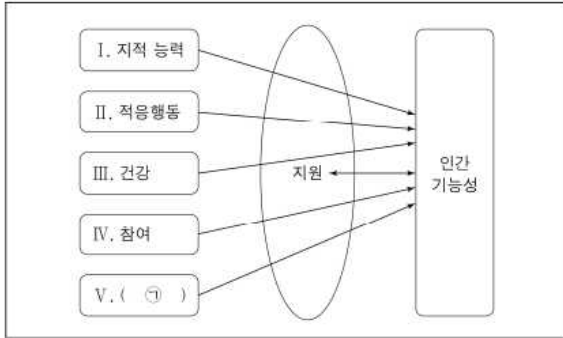 Ⅰ. 지적 능력
Ⅱ. 적응행동
Ⅲ. 건강
Ⅳ. 참여
Ⅴ. ( ㉠ )
지원
인간
기능성